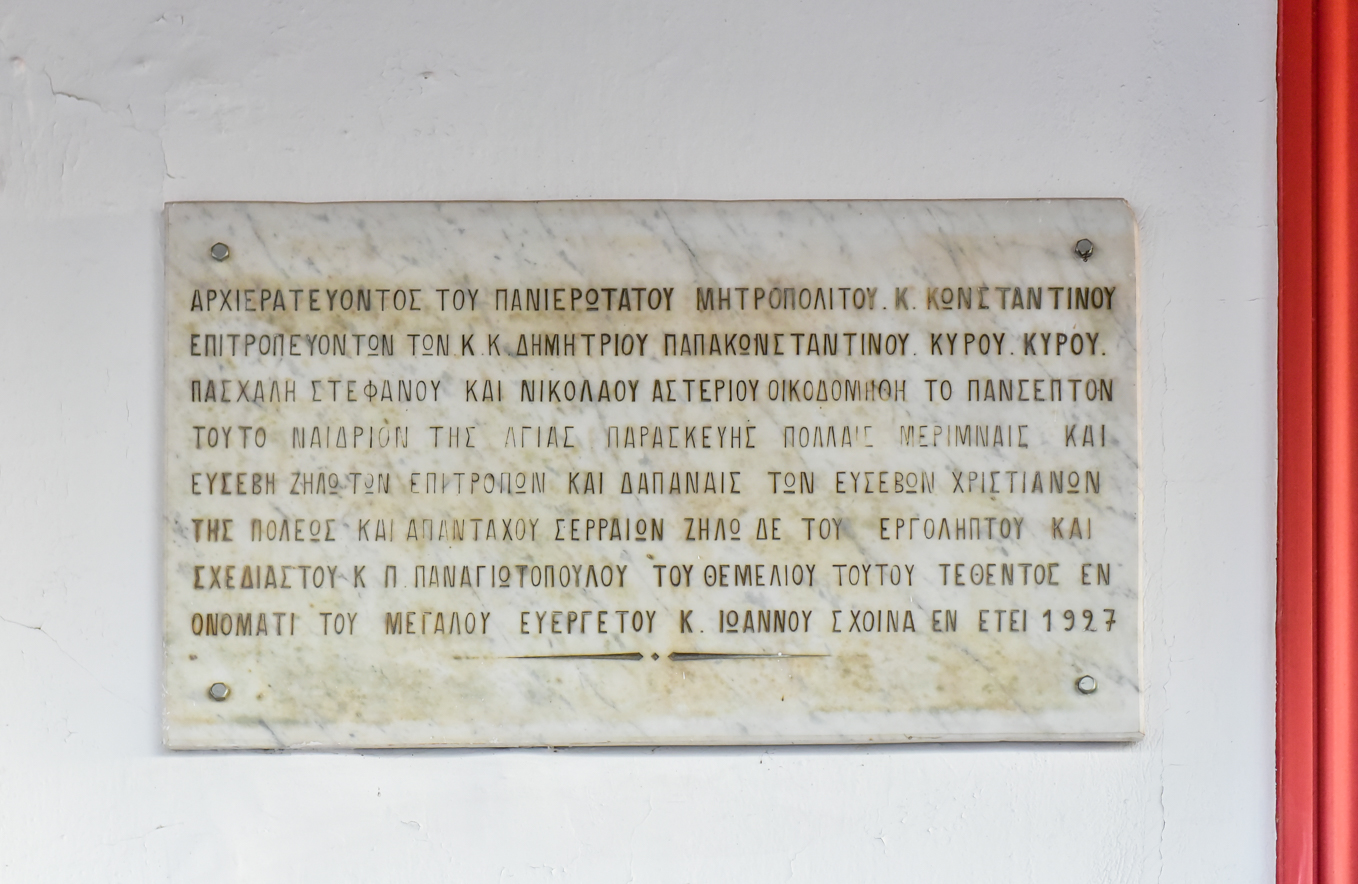 ΑΡΧΙΕΡΑΤΕΥΟΝΤΟΣ ΤΟΥ ΠΑΝΙΕΡΩΤΑΤΟΥ ΜΗΤΡΟΠΟΛΙΤΟΥ. Κ. ΚΩΝΣΤΑΝΤΙΝΟΥ
ΕΠΙΤΡΟΠΕΥΟΝΤΩΝ ΤΩΝ Κ.Κ. ΔΗΜΗΤΡΙΟΥ ΠΑΠΑΚΩΝΣΤΑΝΤΙΝΟΥ. ΚΥΡΟΥ. ΚΥΡΟΥ.
ΠΑΣΧΑΛΗ ΣΤΕΦΑΝΟΥ ΚΑΙ ΝΙΚΟΛΑΟΥ ΑΣΤΕΡΙΟΥ ΟΙΚΟΔΟΜΗΘΗ ΤΟ ΠΑΝΣΕΠΤΟΝ
ΤΟΥΤΟ ΝΑΙΔΡΙΟΝ ΤΗΣ ΑΓΙΑΣ ΠΑΡΑΣΚΕΥΗΣ ΠΟΛΛΑΙΣ ΜΕΡΙΜΝΑΙΣ ΚΑΙ
ΕΥΣΕΒΗ ΖΗΛΩ ΤΩΝ ΕΠΙΤΡΟΠΩΝ ΚΑΙ ΔΑΠΑΝΑΙΣ ΤΩΝ ΕΥΣΕΒΩΝ ΧΡΙΣΤΙΑΝΩΝ
ΤΗΣ ΠΟΛΕΩΣ ΚΑΙ ΑΠΑΝΤΑΧΟΥ ΣΕΡΡΑΙΩΝ ΖΗΛΩ ΔΕ ΤΟΥ ΕΡΓΟΛΗΠΤΟΥ ΚΑΙ
ΣΧΕΔΙΑΣΤΟΥ Κ Π. ΠΑΝΑΓΙΩΤΟΠΟΥΛΟΥ ΤΟΥ ΘΕΜΕΛΙΟΥ ΤΟΥΤΟΥ ΤΕΘΕΝΤΟΣ ΕΝ
ΟΝΟΜΑΤΙ ΤΟΥ ΜΕΓΑΛΟΥ ΕΥΕΡΓΕΤΟΥ Κ. ΙΩΑΝΝΟΥ ΣΧΟΙΝΑ ΕΝ ΕΤΕΙ 1927